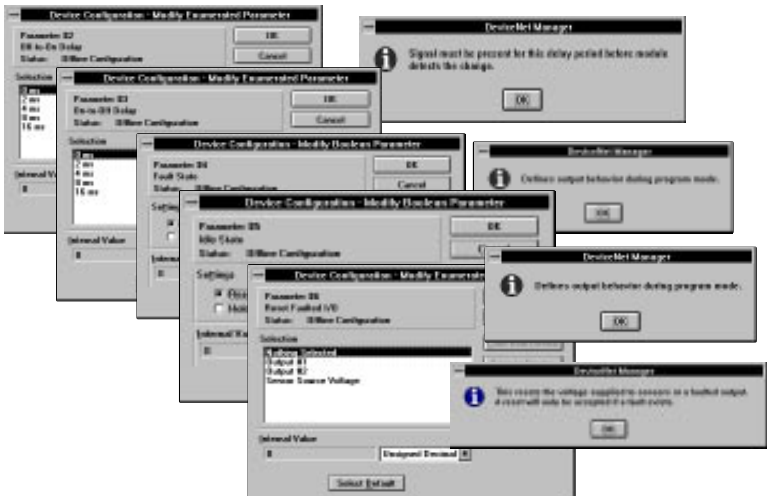 Device Configuration - Modify Enumerated Parameter
Parameter 02
Off-to-On Delay
Status: Offline Configuration
OK
Cancel
Selection
0 ms
2 ms
4 ms
8 ms
16 ms
Internal V
0
Device Configuration - Modify Enumerated Parameter
Parameter 03
On-to-Off Delay
Status: Offline Configuration
OK
Cancel
Selection
0 ms
2 ms
4 ms
8 ms
16 ms
Internal Value
0
Device Configuration - Modify Boolean Parameter
Parameter 04
Fault State
Status: Offline Configuration
OK
Cancel
Device Configuration - Modify Boolean Parameter
Parameter 05
Idle State
Status: Offline Configuration
OK
Settings
Internal
0
Device Configuration - Modify Enumerate
Parameter 06
Reset Faulted I/O
Status: Offline Configuration
Selection
Nothing Selected
Output #1
Output #2
Sensor Source Voltage
Internal Value
0
Unsigned Decimal
Select Default
DeviceNet Manager
Signal must be present for this delay period before module
detects the change.
OK
DeviceNet Manager
Defines output behavior during program mode.
OK
DeviceNet Manager
Defines output behavior during program mode.
OK
DeviceNet Manager
This resets the voltage supplied to sensors or a faulted output.
A reset will only be accepted if a fault exists.
OK